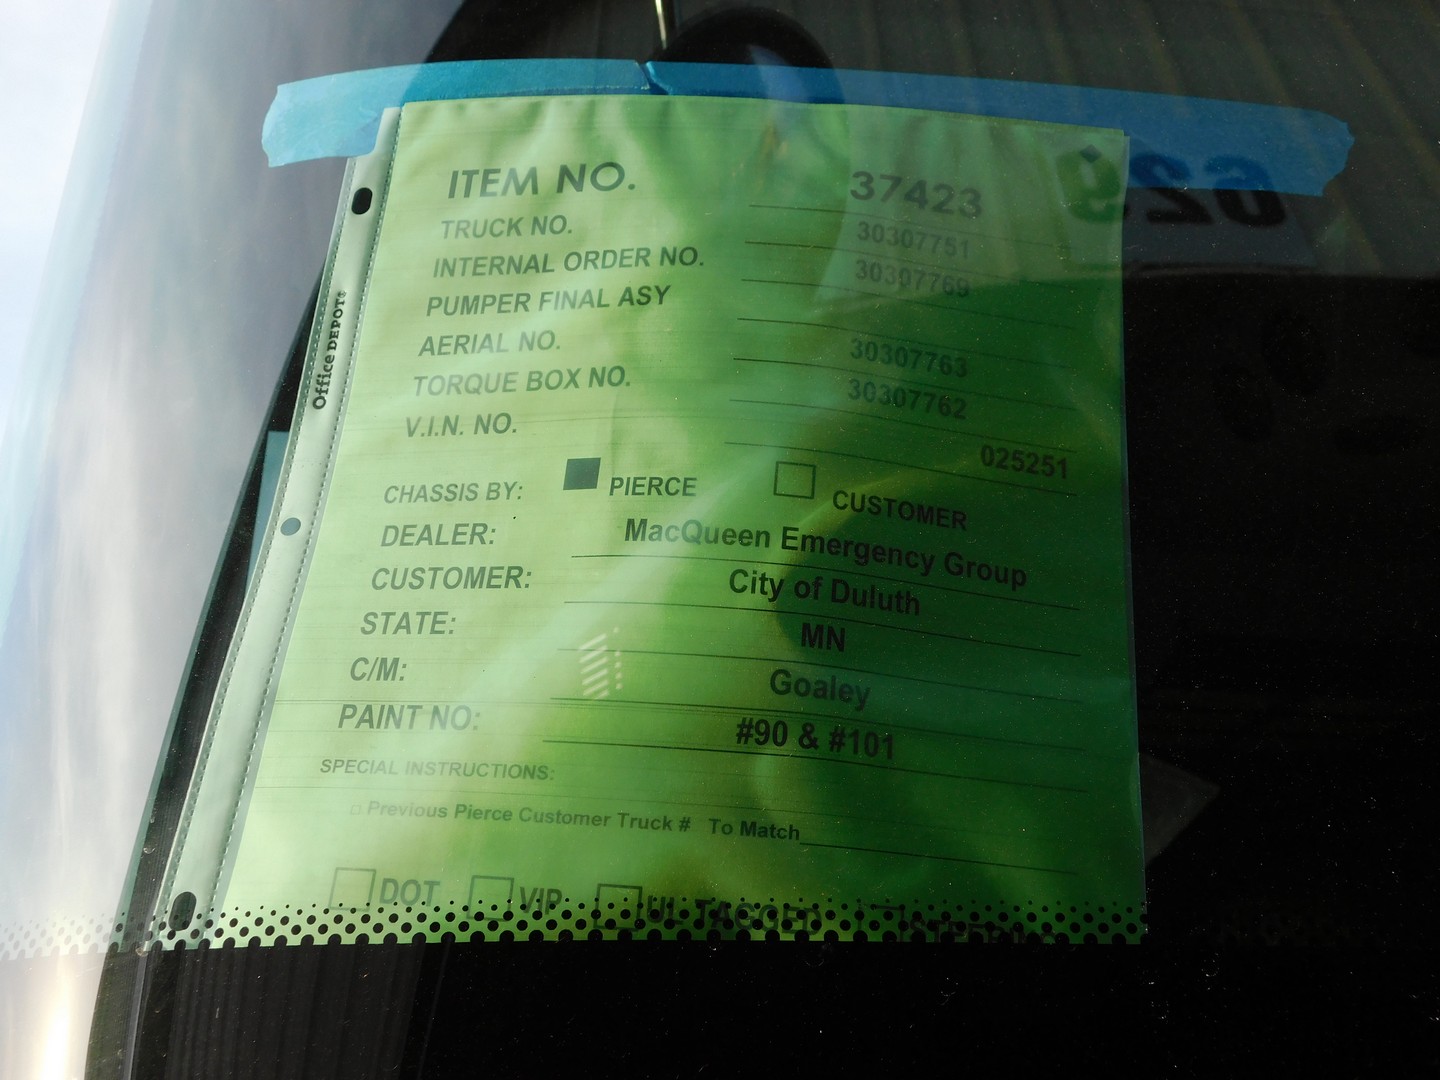 ITEM NO. 37423
TRUCK NO. 30307751
INTERNAL ORDER NO. 30307769
PUMPER FINAL ASY
AERIAL NO. 30307763
TORQUE BOX NO. 30307762
V.I.N. NO. 025251
CHASSIS BY: PIERCE CUSTOMER
DEALER: MacQueen Emergency Group
CUSTOMER: City of Duluth
STATE: MN
C/M: Goaley
PAINT NO: #90 & #101
SPECIAL INSTRUCTIONS:
Previous Pierce Customer Truck # To Match
DOT VIP UL TAGGED
Office DEPOT